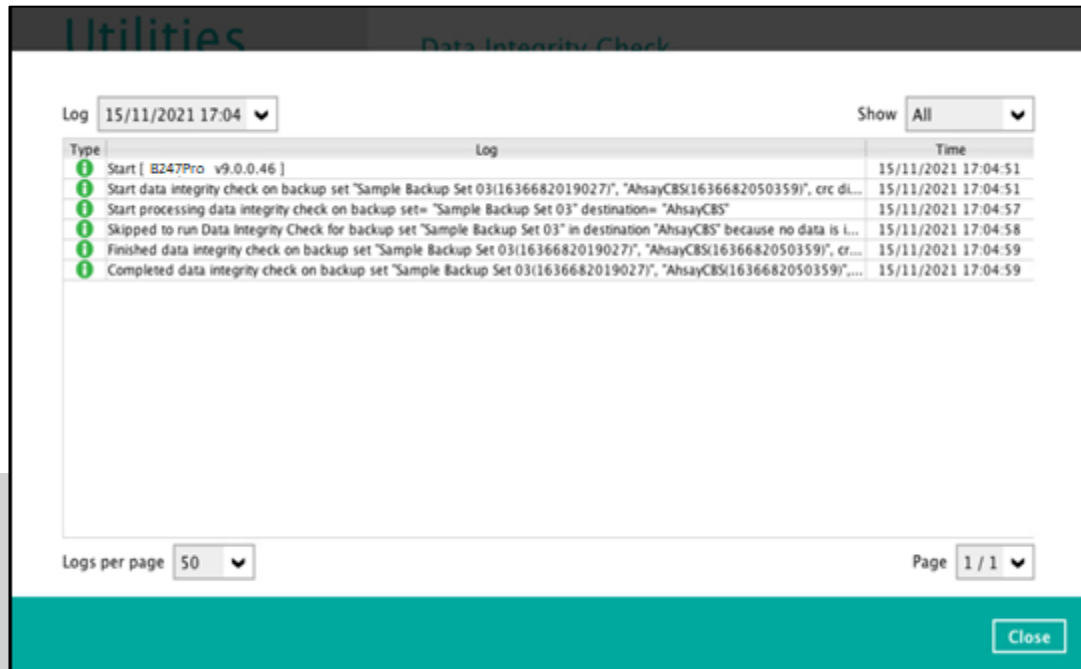 Utilities
Data Integrity Check
Log 15/11/2021 17:04 Show All
Type Log Time
Start [ B247Pro v9.0.0.46 ] 15/11/2021 17:04:51
Start data integrity check on backup set "Sample Backup Set 03(1636682019027)", "AhsayCBS(1636682050359)", crc di... 15/11/2021 17:04:51
Start processing data integrity check on backup set= "Sample Backup Set 03" destination= "AhsayCBS" 15/11/2021 17:04:57
Skipped to run Data Integrity Check for backup set "Sample Backup Set 03" in destination "AhsayCBS" because no data is i... 15/11/2021 17:04:58
Finished data integrity check on backup set "Sample Backup Set 03(1636682019027)", "AhsayCBS(1636682050359)", cr... 15/11/2021 17:04:59
Completed data integrity check on backup set "Sample Backup Set 03(1636682019027)", "AhsayCBS(1636682050359)",... 15/11/2021 17:04:59
Logs per page 50 Page 1 / 1
Close